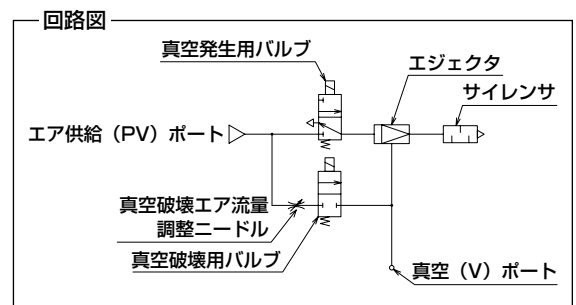 回路図
真空発生用バルブ
エジェクタ
サイレンサ
エア供給（PV）ポート
真空破壊エア流量
調整ニードル
真空破壊用バルブ
真空（V）ポート